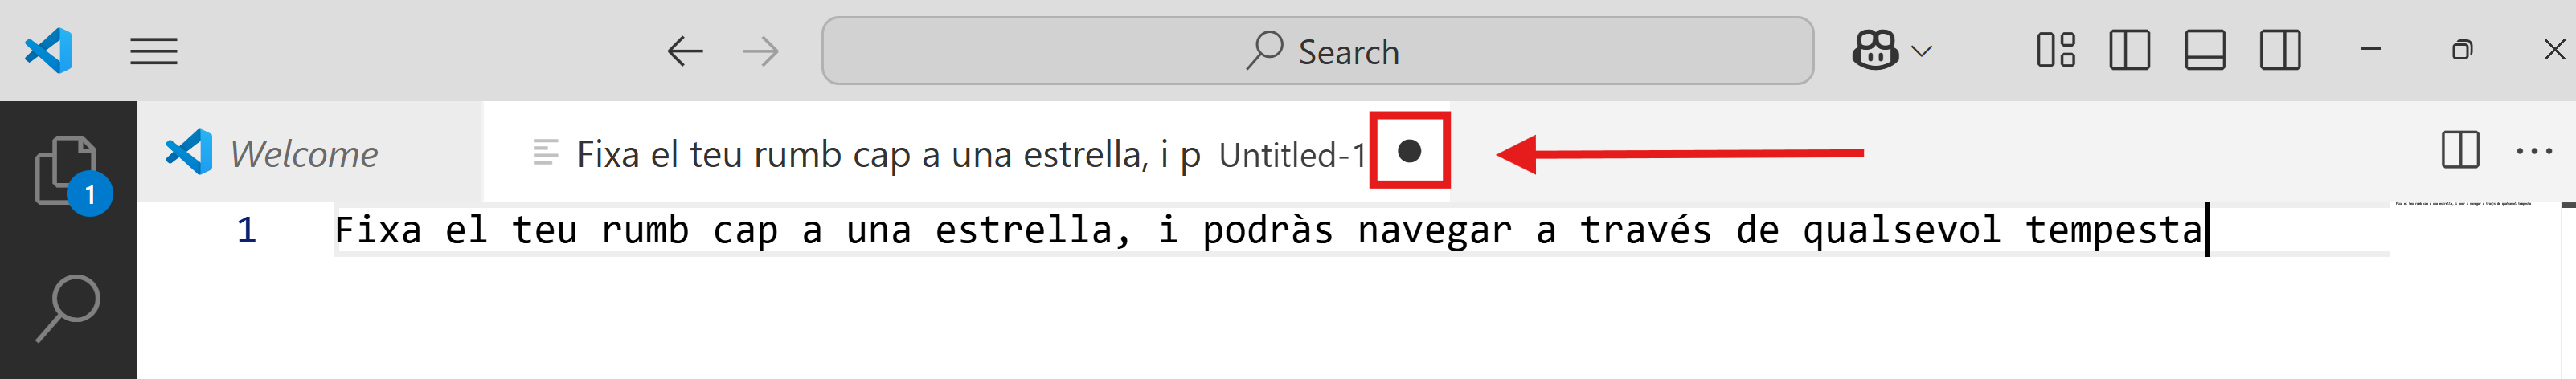 Search
Welcome
Fixa el teu rumb cap a una estrella, i p Untitled-1
1
1 Fixa el teu rumb cap a una estrella, i podràs navegar a través de qualsevol tempesta